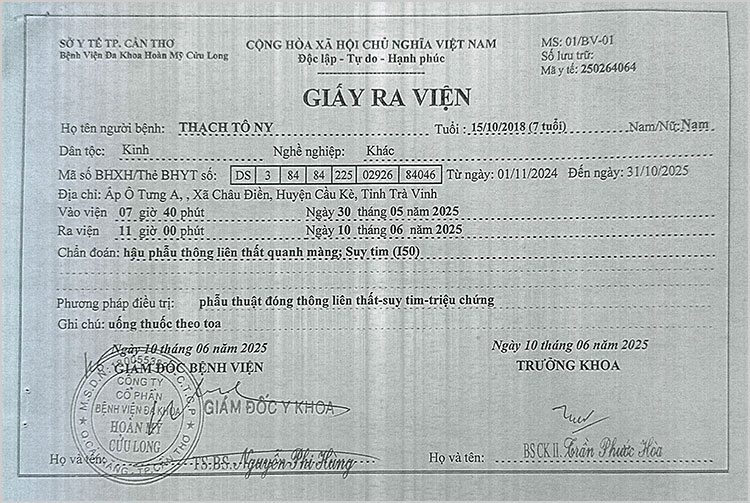 SỞ Y TẾ TP. CẦN THƠ
Bệnh Viện Đa Khoa Hoàn Mỹ Cửu Long
CỘNG HÒA XÃ HỘI CHỦ NGHĨA VIỆT NAM
Độc lập - Tự do - Hạnh phúc
MS: 01/BV-01
Số lưu trữ:
Mã y tế: 250264064
GIẤY RA VIỆN
Họ tên người bệnh: THẠCH TÔ NY Tuổi : 15/10/2018 (7 tuổi) Nam/Nữ: Nam
Dân tộc: Kinh Nghề nghiệp: Khác
Mã số BHXH/Thẻ BHYT số: DS 3 84 84 225 02926 84046 Từ ngày: 01/11/2024 Đến ngày: 31/10/2025
Địa chỉ: Ấp Ô Tưng A, , Xã Châu Điền, Huyện Cầu Kè, Tỉnh Trà Vinh
Vào viện 07 giờ 40 phút Ngày 30 tháng 05 năm 2025
Ra viện 11 giờ 00 phút Ngày 10 tháng 06 năm 2025
Chẩn đoán: hậu phẫu thông liên thất quanh màng; Suy tim (I50)
Phương pháp điều trị: phẫu thuật đóng thông liên thất-suy tim-triệu chứng
Ghi chú: uống thuốc theo toa
Ngày 10 tháng 06 năm 2025
GIÁM ĐỐC BỆNH VIỆN
Ngày 10 tháng 06 năm 2025
TRƯỞNG KHOA
CÔNG TY
CỔ PHẦN
BỆNH VIỆN ĐA KHOA
HOÀN MỸ
CỬU LONG
GIÁM ĐỐC Y KHOA
Họ và tên: TS.BS. Nguyễn Phi Hùng
Họ và tên: BSCK II. Trần Phước Hòa